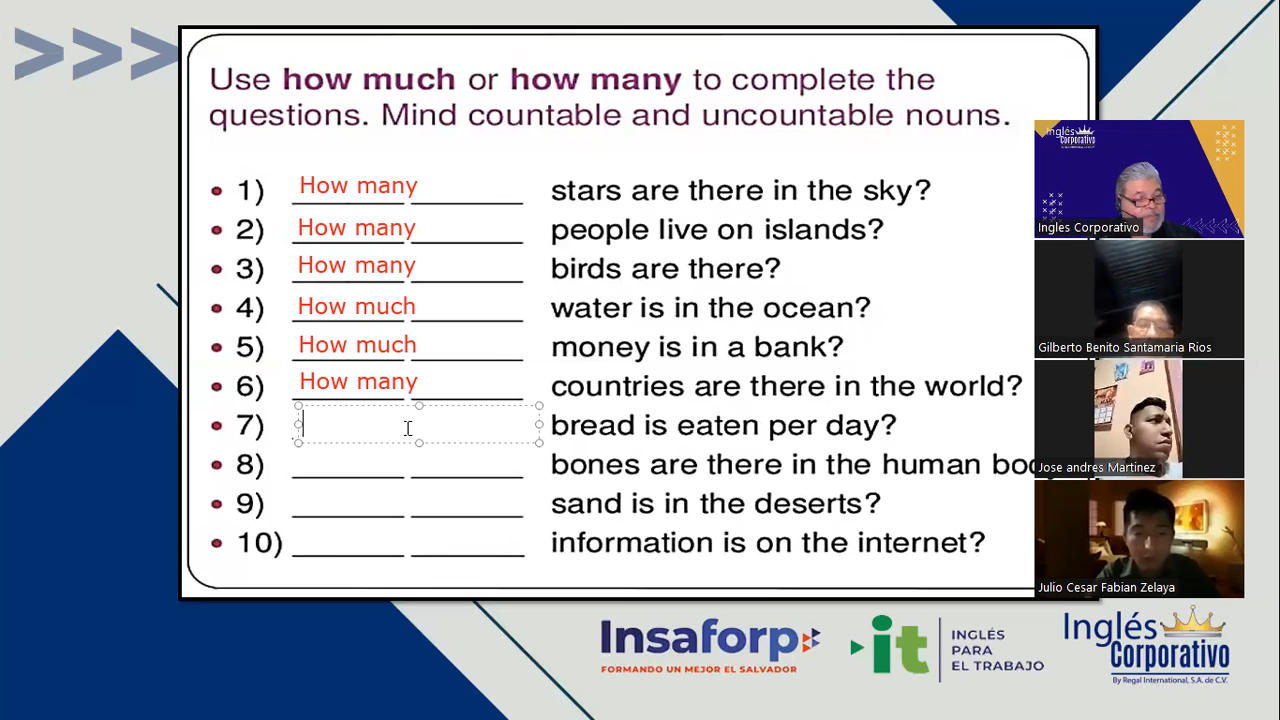 >>>
Use how much or how many to complete the
questions. Mind countable and uncountable nouns.
• 1) How many stars are there in the sky?
• 2) How many people live on islands?
• 3) How many birds are there?
• 4) How much water is in the ocean?
• 5) How much money is in a bank?
• 6) How many countries are there in the world?
• 7) bread is eaten per day?
• 8) bones are there in the human
• 9) sand is in the deserts?
• 10) information is on the internet?
Inglés
Corporativo
Ingles Corporativo
Gilberto Benito Santamaria Rios
Jose andres Martinez
Julio Cesar Fabian Zelaya
Insaforp
FORMANDO UN MEJOR EL SALVADOR
it
INGLÉS
PARA
EL TRABAJO
Inglés
Corporativo
By Regal International, S.A. de C.V.